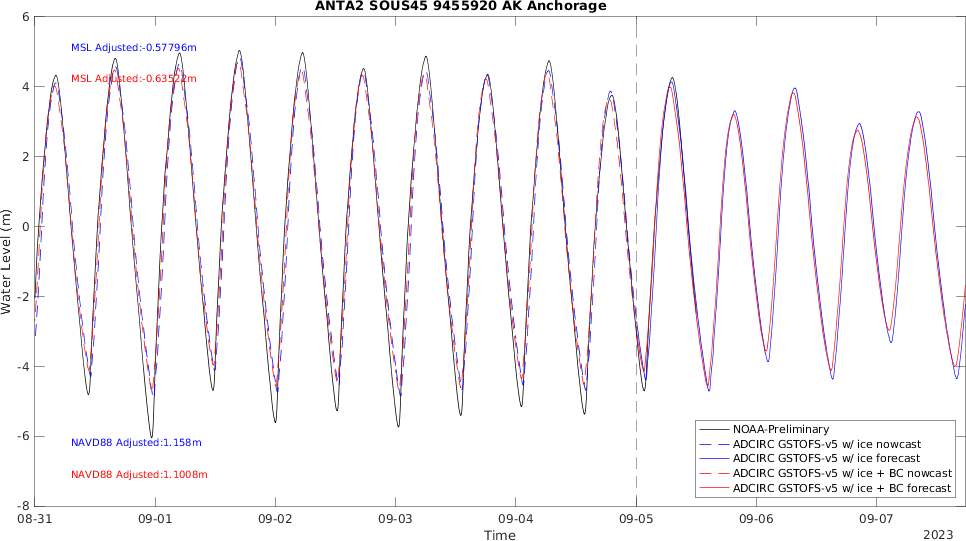 ANTA2 SOUS45 9455920 AK Anchorage
6
MSL Adjusted:-0.57796m
MSL Adjusted:-0.63522m
4
2
0
-2
-4
-6
-8
Water Level (m)
NAVD88 Adjusted:1.158m
NAVD88 Adjusted:1.1008m
NOAA-Preliminary
ADCIRC GSTOFS-v5 w/ ice nowcast
ADCIRC GSTOFS-v5 w/ ice forecast
ADCIRC GSTOFS-v5 w/ ice + BC nowcast
ADCIRC GSTOFS-v5 w/ ice + BC forecast
08-31 09-01 09-02 09-03 09-04 09-05 09-06 09-07
Time
2023